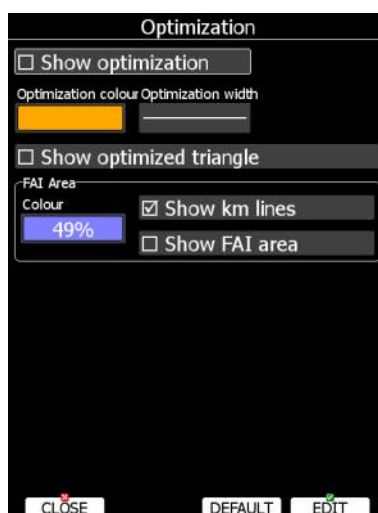 Optimization
Show optimization
Optimization colour Optimization width
Show optimized triangle
FAI Area
Colour
Show km lines
49%
Show FAI area
CLOSE DEFAULT EDIT